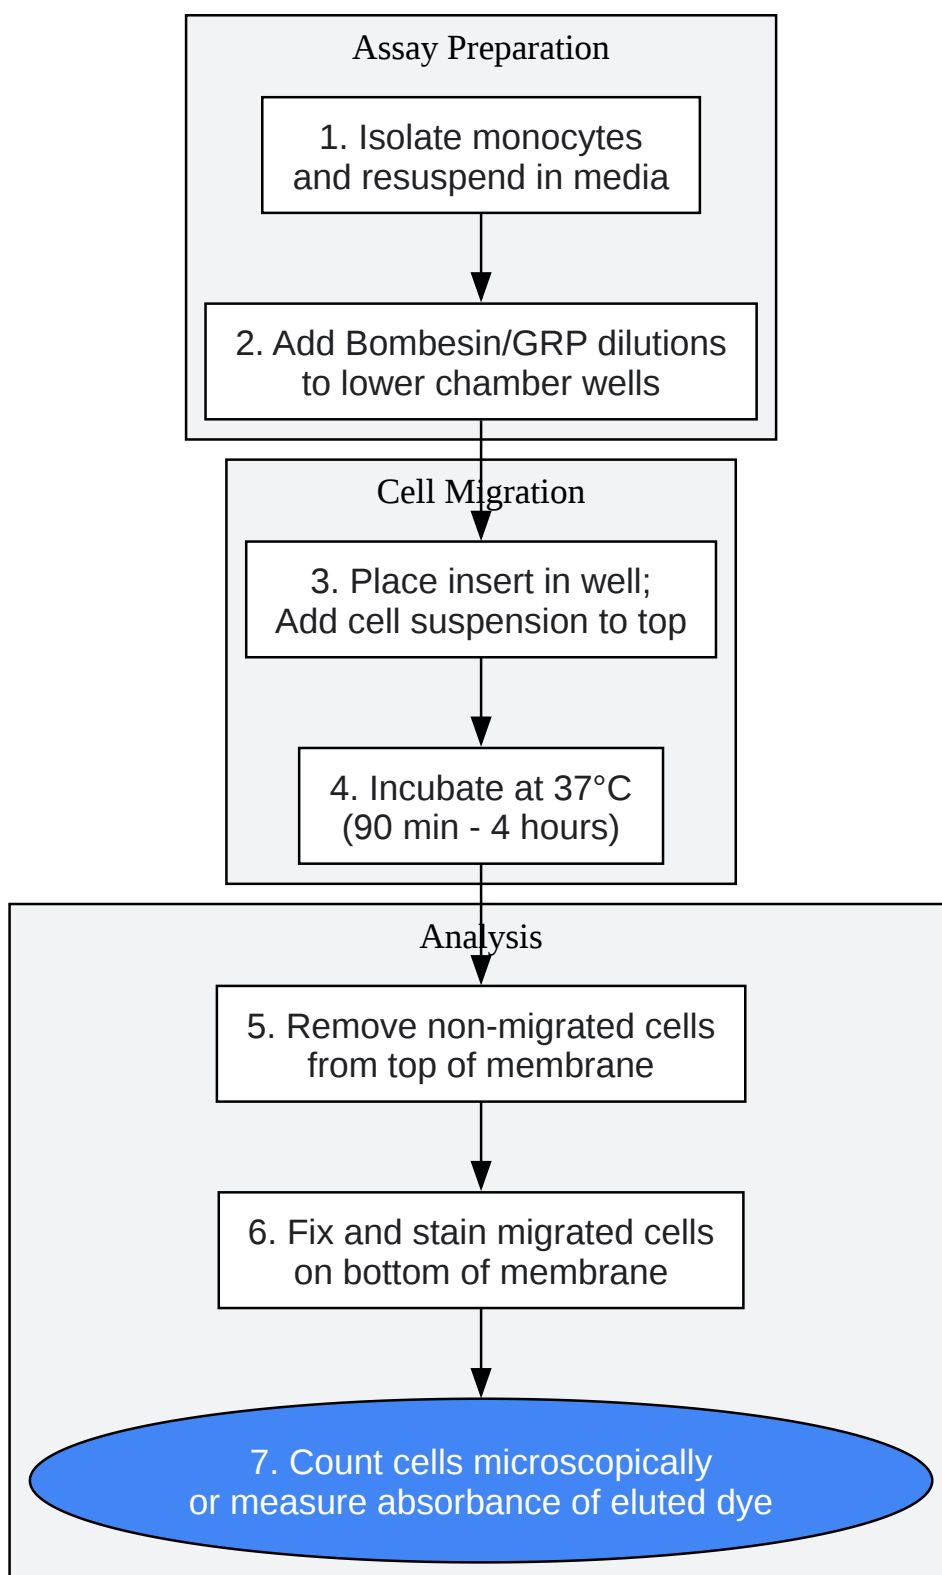 Assay Preparation
1. Isolate monocytes
and resuspend in media
2. Add Bombesin/GRP dilutions
to lower chamber wells
Cell Migration
3. Place insert in well;
Add cell suspension to top
4. Incubate at 37°C
(90 min - 4 hours)
Analysis
5. Remove non-migrated cells
from top of membrane
6. Fix and stain migrated cells
on bottom of membrane
7. Count cells microscopically
or measure absorbance of eluted dye